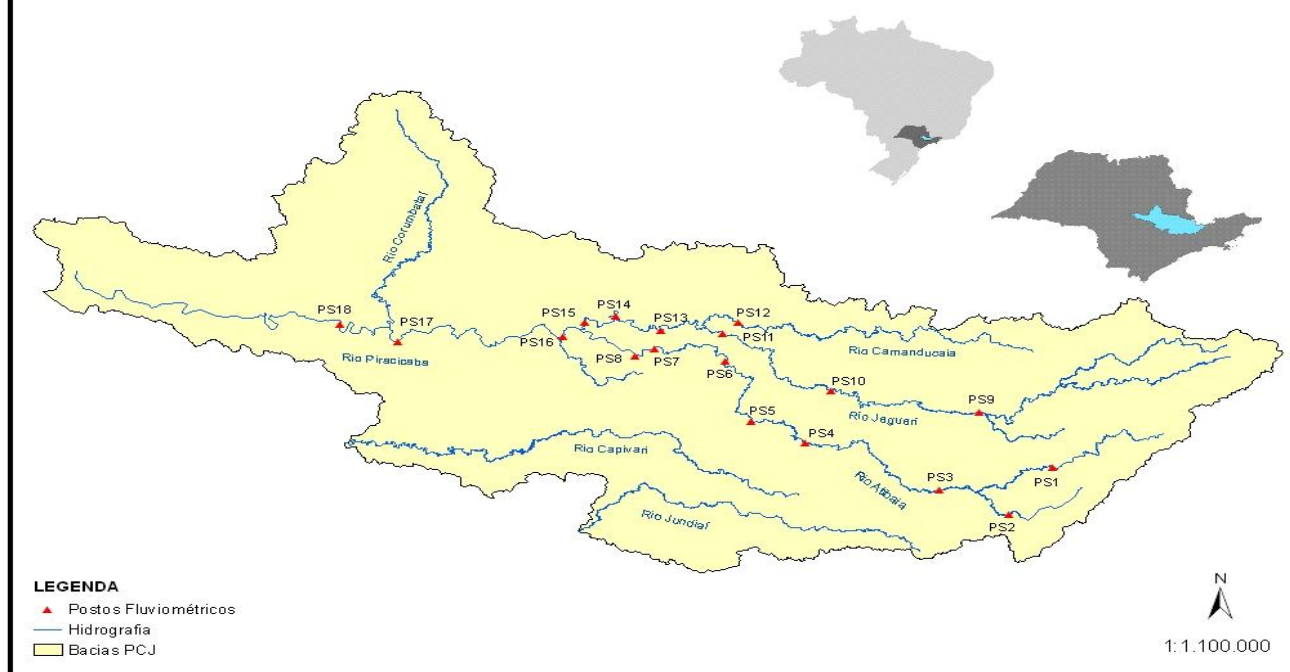 Rio Corumbataí
PS18
PS17
Rio Piracicaba
PS15
PS14
PS13
PS12
PS16
PS8
PS7
PS11
PS6
Rio Camanducaia
PS10
PS9
Rio Jaguari
PS5
PS4
Rio Capivari
Rio Atibaia
PS3
PS1
PS2
Rio Jundiaí
LEGENDA
Postos Fluviométricos
Hidrografia
Bacias PCJ
N
1:1.100.000